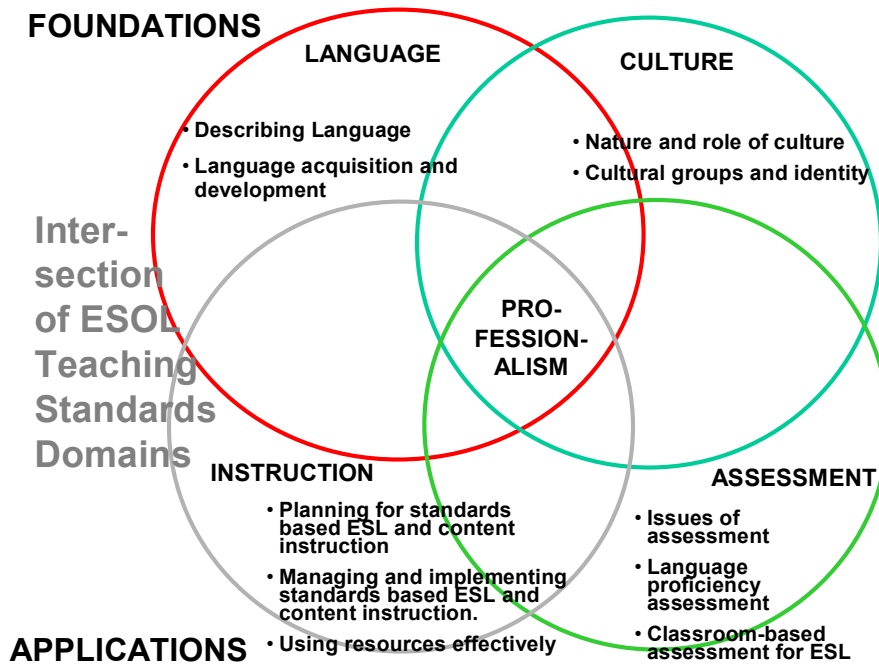 FOUNDATIONS
LANGUAGE
CULTURE
• Describing Language
• Language acquisition and
development
• Nature and role of culture
• Cultural groups and identity
Inter-
section
of ESOL
Teaching
Standards
Domains
PRO-
FESSION-
ALISM
INSTRUCTION
• Planning for standards
based ESL and content
instruction
• Managing and implementing
standards based ESL and
content instruction.
• Using resources effectively
ASSESSMENT
• Issues of
assessment
• Language
proficiency
assessment
• Classroom-based
assessment for ESL
APPLICATIONS